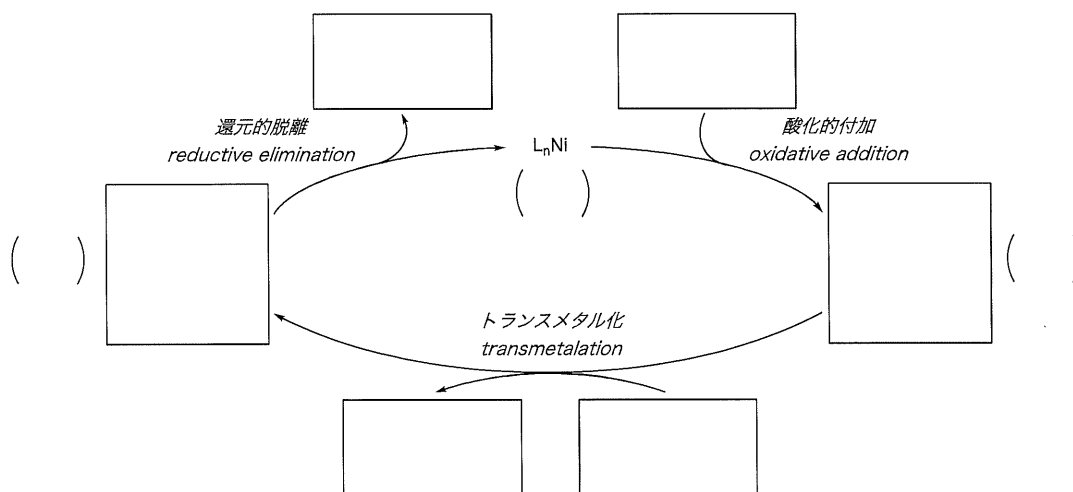 還元的脱離
reductive elimination
LnNi
( )
酸化的付加
oxidative addition
( )
(
トランスメタル化
transmetalation